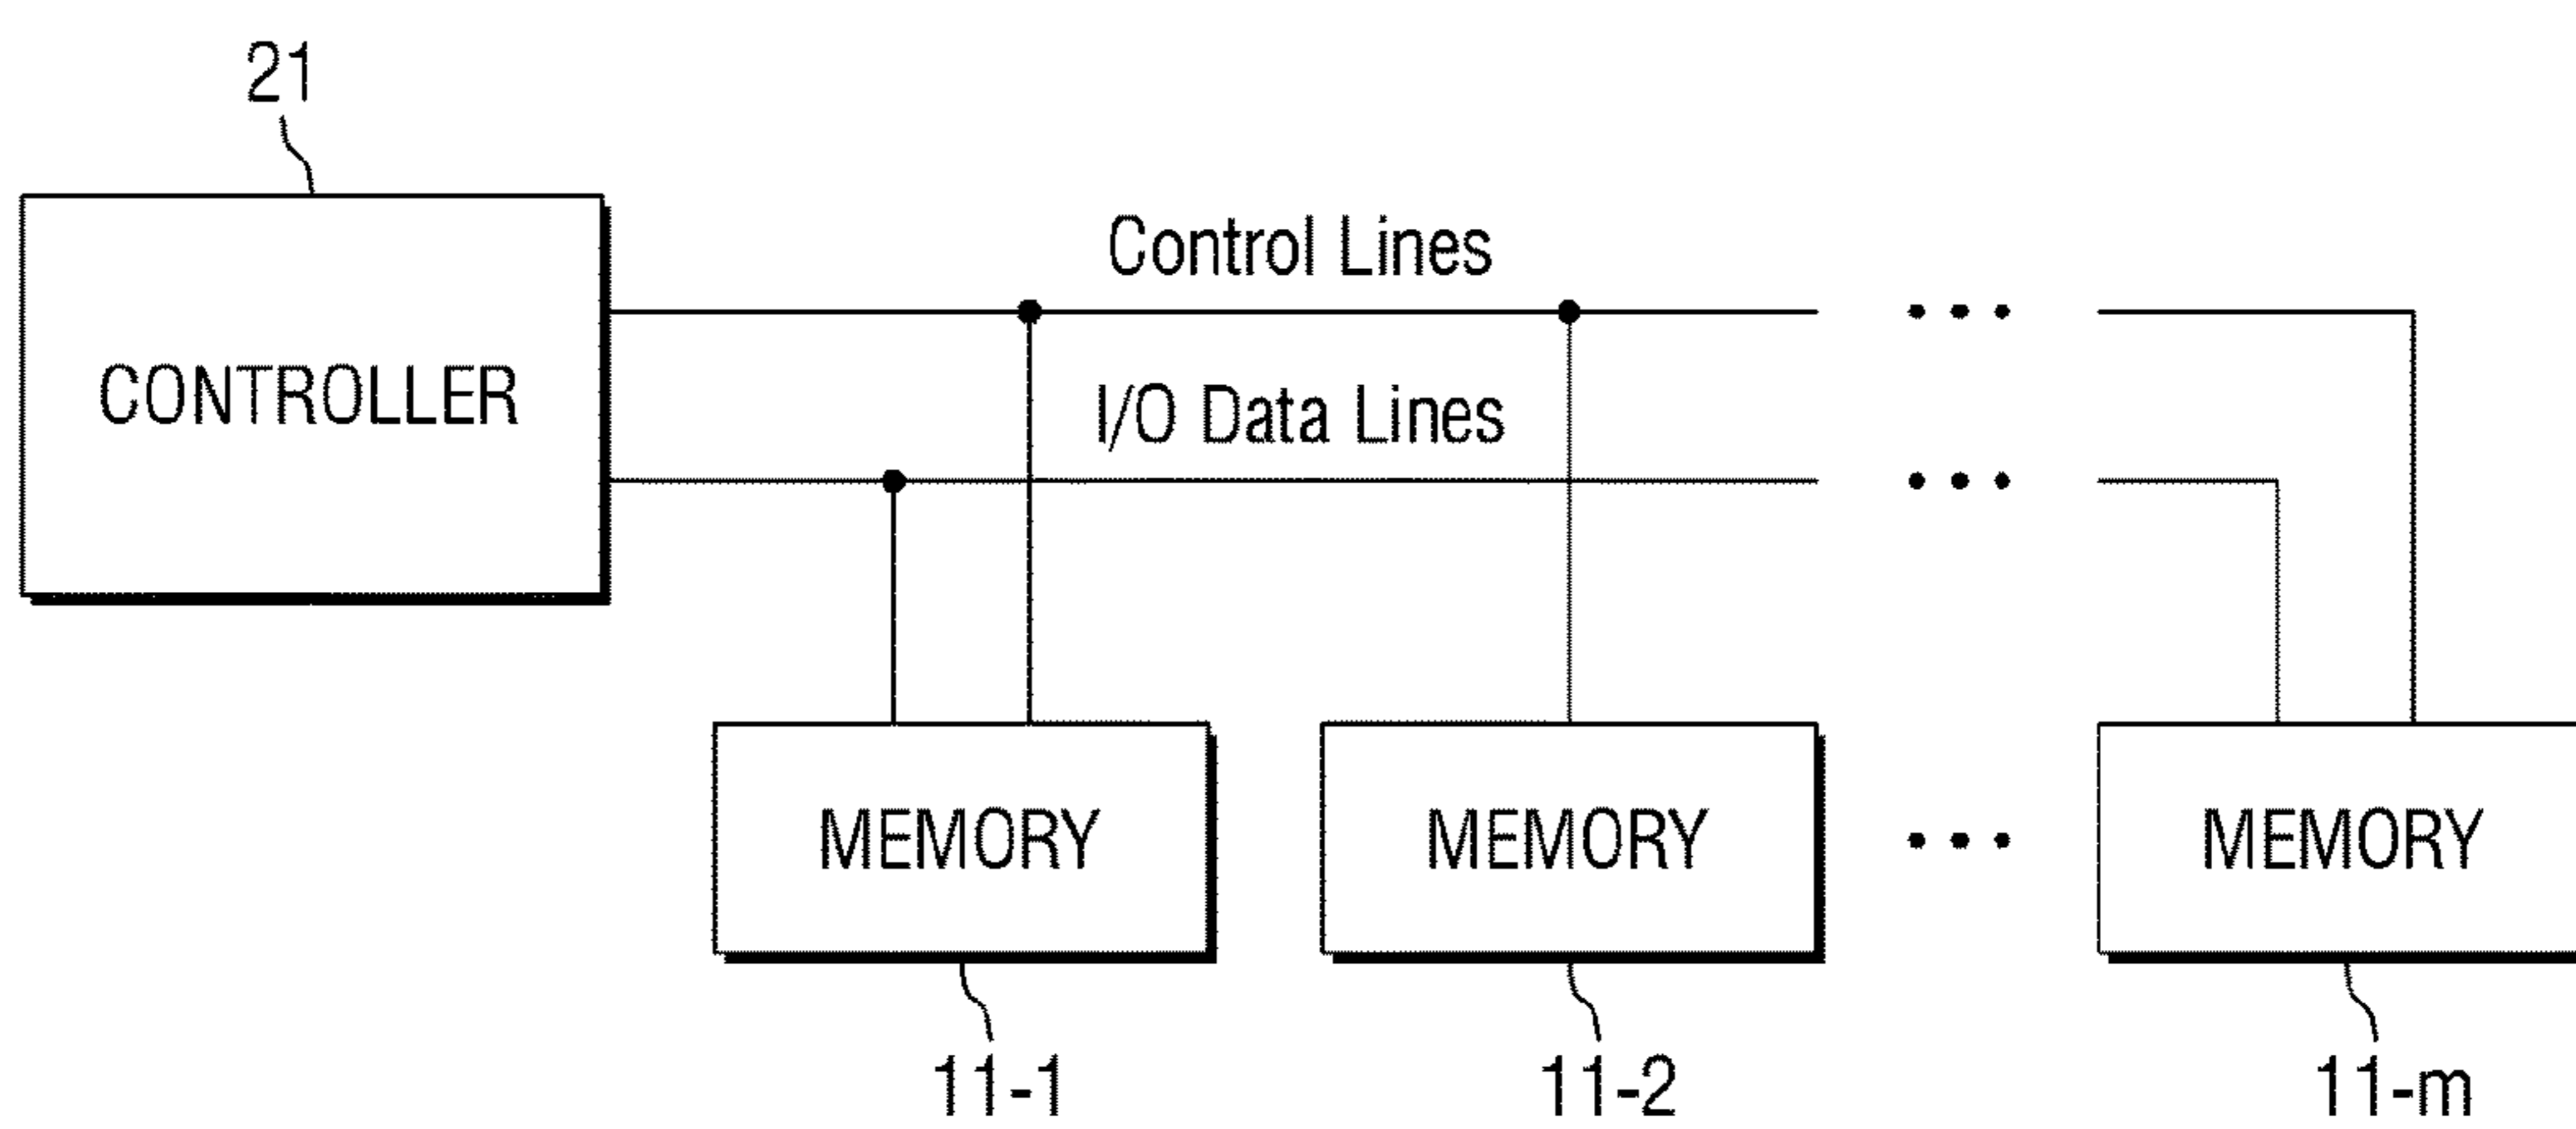 21
Control Lines
CONTROLLER
I/O Data Lines
MEMORY
MEMORY
MEMORY
11-1
11-2
11-m